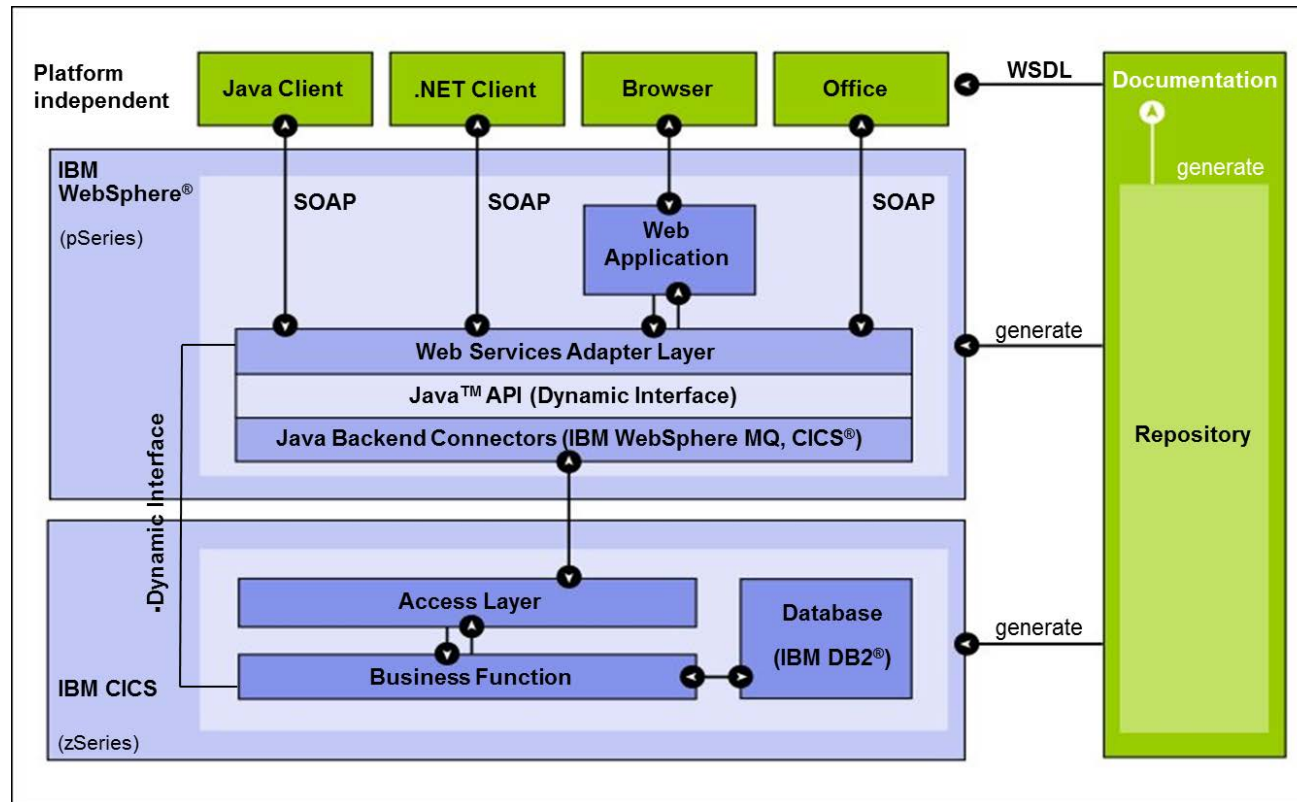 Platform
independent
Java Client
.NET Client
Browser
Office
WSDL
Documentation
generate
IBM
WebSphere®
(pSeries)
SOAP
SOAP
SOAP
Web
Application
Web Services Adapter Layer
Java™ API (Dynamic Interface)
Java Backend Connectors (IBM WebSphere MQ, CICS®)
generate
Repository
▪Dynamic Interface
Access Layer
Business Function
Database
(IBM DB2®)
generate
IBM CICS
(zSeries)